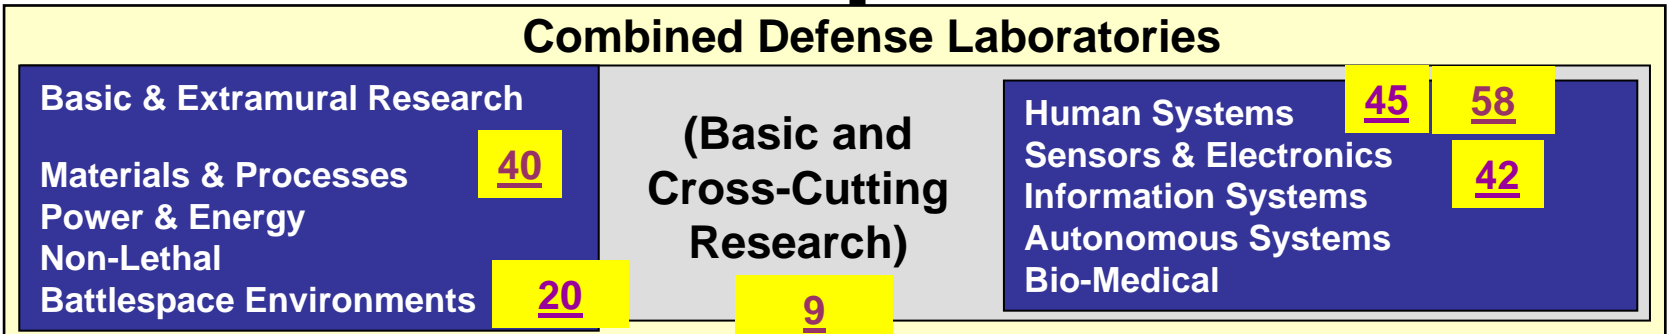 Combined Defense Laboratories
Basic & Extramural Research
Materials & Processes 40
Power & Energy
Non-Lethal
Battlespace Environments 20
(Basic and
Cross-Cutting
Research)
9
Human Systems 45 58
Sensors & Electronics
Information Systems 42
Autonomous Systems
Bio-Medical